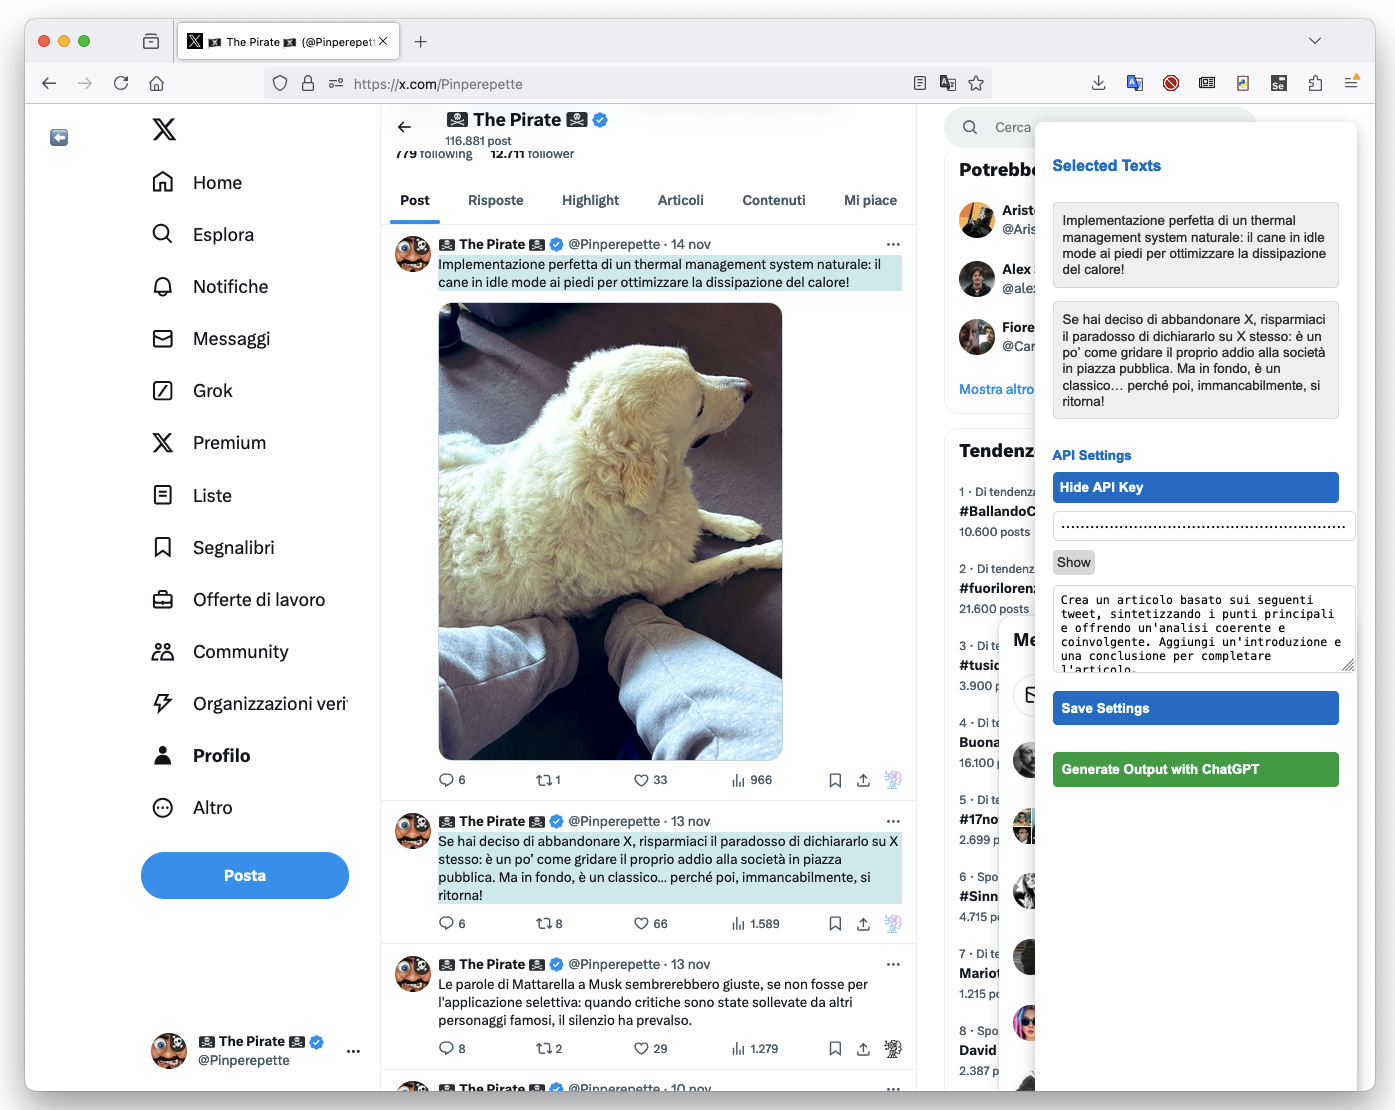 The Pirate (@Pinperepett
https://x.com/Pinperepette
Se
Home
Esplora
Notifiche
Messaggi
Grok
Premium
Liste
Segnalibri
Offerte di lavoro
Community
Organizzazioni veri
Profilo
Altro
Posta
The Pirate
@Pinperepette
The Pirate
116.881 post
779 following 12.711 follower
Post Risposte Highlight Articoli Contenuti Mi piace
The Pirate @Pinperepette · 14 nov
Implementazione perfetta di un thermal management system naturale: il
cane in idle mode ai piedi per ottimizzare la dissipazione del calore!
6 1 33 966
The Pirate @Pinperepette · 13 nov
Se hai deciso di abbandonare X, risparmiaci il paradosso di dichiararlo su X
stesso: è un po’ come gridare il proprio addio alla società in piazza
pubblica. Ma in fondo, è un classico… perché poi, immancabilmente, si
ritorna!
6 8 66 1.589
The Pirate @Pinperepette · 13 nov
Le parole di Mattarella a Musk sembrerebbero giuste, se non fosse per
l'applicazione selettiva: quando critiche sono state sollevate da altri
personaggi famosi, il silenzio ha prevalso.
8 2 29 1.279
The Pirate @Pinperepette · 10 nov
Cerca
Potrebbe
Arist
@Aris
Alex
@alex
Fiore
@Car
Mostra altro
Tendenz
1 · Di tendenza
#BallandoC
10.600 posts
2 · Di tendenz
#fuorilorenz
21.600 posts
3 · Di te
#tusic
3.900 p
4 · Di te
Buona
16.100 p
5 · Di te
#17no
2.699 p
6 · Spo
#Sinn
4.715 po
7 · Di te
Mariot
1.215 po
8 · Spo
David
2.387 p
Me
Selected Texts
Implementazione perfetta di un thermal
management system naturale: il cane in idle
mode ai piedi per ottimizzare la dissipazione
del calore!
Se hai deciso di abbandonare X, risparmiaci
il paradosso di dichiararlo su X stesso: è un
po’ come gridare il proprio addio alla società
in piazza pubblica. Ma in fondo, è un
classico… perché poi, immancabilmente, si
ritorna!
API Settings
Hide API Key
Show
Crea un articolo basato sui seguenti
tweet, sintetizzando i punti principali
e offrendo un'analisi coerente e
coinvolgente. Aggiungi un'introduzione e
una conclusione per completare
l'articolo.
Save Settings
Generate Output with ChatGPT